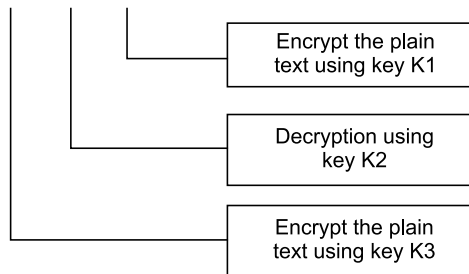 Encrypt the plain
text using key K1
Decryption using
key K2
Encrypt the plain
text using key K3